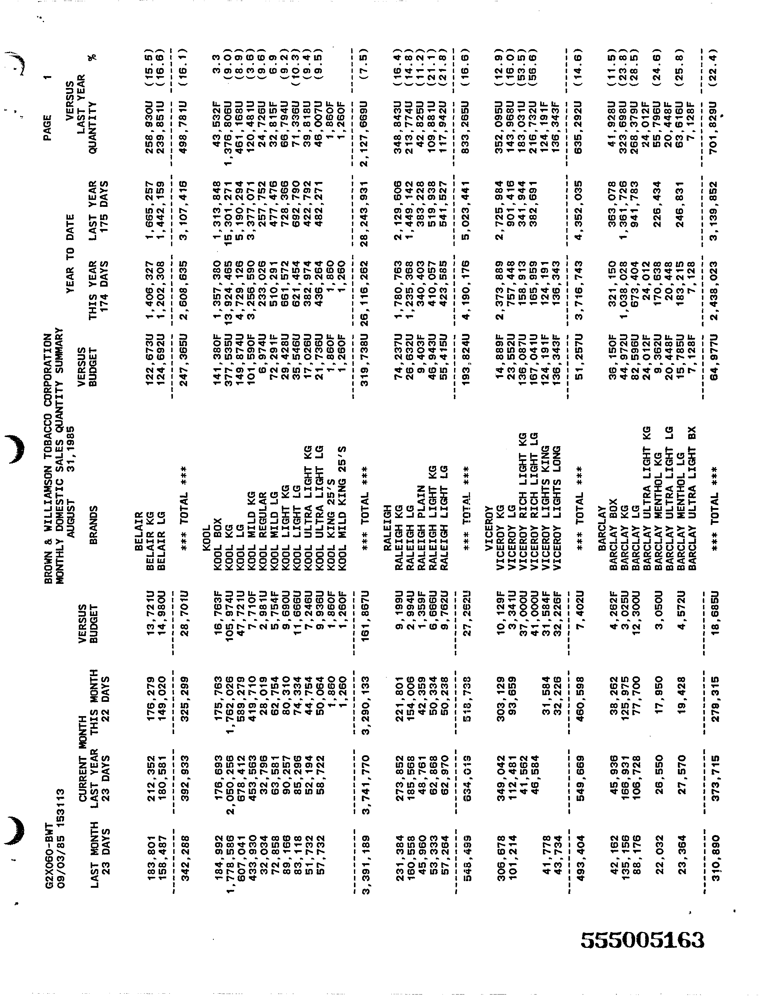 G2X060-BWT BROWN & WILLIAMSON TOBACCO CORPORATION PAGE 1
09/03/85 153113 MONTHLY DOMESTIC SALES QUANTITY SUMMARY
AUGUST 31,1985
CURRENT MONTH YEAR TO DATE VERSUS
LAST MONTH LAST YEAR THIS MONTH VERSUS VERSUS THIS YEAR LAST YEAR LAST YEAR
23 DAYS 23 DAYS 22 DAYS BUDGET BRANDS BUDGET 174 DAYS 175 DAYS QUANTITY %
BELAIR
183,801 212,352 176,279 13,721U BELAIR KG 122,673U 1,406,327 1,665,257 258,930U (15.5)
158,487 180,581 149,020 14,980U BELAIR LG 124,692U 1,202,308 1,442,159 239,851U (16.6)
342,288 392,933 325,299 28,701U *** TOTAL *** 247,365U 2,608,635 3,107,416 498,781U (16.1)
KOOL
184,992 176,693 175,763 16,763F KOOL BOX 141,380F 1,357,380 1,313,848 43,532F 3.3
1,778,586 2,050,256 1,762,026 105,974U KOOL KG 377,535U 13,924,465 15,301,271 1,376,806U (9.0)
607,041 678,412 589,279 47,721U KOOL LG 149,874U 4,729,126 5,190,294 461,168U (8.9)
433,930 453,563 419,710 7,710F KOOL MILD KG 101,590F 3,256,590 3,377,071 120,481U (3.6)
32,034 32,796 28,019 1,981U KOOL REGULAR 6,974U 233,026 257,752 24,726U (9.6)
72,858 63,581 62,754 5,754F KOOL MILD LG 72,291F 510,291 477,476 32,815F 6.9
89,166 90,257 80,310 9,690U KOOL LIGHT KG 29,428U 661,572 728,366 66,794U (9.2)
83,118 85,296 74,334 11,666U KOOL LIGHT LG 35,546U 621,454 692,790 71,336U (10.3)
51,732 52,194 44,754 7,246U KOOL ULTRA LIGHT KG 17,026U 382,974 422,792 39,818U (9.4)
57,732 58,722 50,064 9,936U KOOL ULTRA LIGHT LG 21,736U 436,264 482,271 46,007U (9.5)
1,860 1,860F KOOL KING 25'S 1,860F 1,860 1,860F
1,260 1,260F KOOL MILD KING 25'S 1,260F 1,260 1,260F
3,391,189 3,741,770 3,290,133 161,867U *** TOTAL *** 319,738U 26,116,262 28,243,931 2,127,669U (7.5)
RALEIGH
231,384 273,852 221,801 9,199U RALEIGH KG 74,237U 1,780,763 2,129,606 348,843U (16.4)
160,558 185,568 154,006 2,994U RALEIGH LG 26,632U 1,235,368 1,449,142 213,774U (14.8)
45,960 48,761 42,359 1,359F RALEIGH PLAIN 9,403F 340,403 383,228 42,825U (11.2)
53,333 62,868 50,334 6,666U RALEIGH LIGHT KG 46,943U 410,057 519,938 109,881U (21.1)
57,264 62,970 50,238 9,762U RALEIGH LIGHT LG 55,415U 423,585 541,527 117,942U (21.8)
548,499 634,019 518,738 27,262U *** TOTAL *** 193,824U 4,190,176 5,023,441 833,265U (16.6)
VICEROY
306,678 349,042 303,129 10,129F VICEROY KG 14,889F 2,373,889 2,725,984 352,095U (12.9)
101,214 112,481 93,659 3,341U VICEROY LG 23,552U 757,448 901,416 143,968U (16.0)
41,562 37,000U VICEROY RICH LIGHT KG 136,087U 158,913 341,944 183,031U (53.5)
46,584 41,000U VICEROY RICH LIGHT LG 167,041U 165,959 382,691 216,732U (56.6)
41,778 31,584 31,584F VICEROY LIGHTS KING 124,191F 124,191 124,191F
43,734 32,226 32,226F VICEROY LIGHTS LONG 136,343F 136,343 136,343F
493,404 549,669 460,598 7,402U *** TOTAL *** 51,257U 3,716,743 4,352,035 635,292U (14.6)
BARCLAY
42,162 45,936 38,262 4,262F BARCLAY BOX 36,150F 321,150 363,078 41,928U (11.5)
135,156 166,931 125,975 3,025U BARCLAY KG 44,972U 1,038,028 1,361,726 323,698U (23.8)
88,176 106,728 77,700 12,300U BARCLAY LG 82,596U 673,404 941,783 268,379U (28.5)
BARCLAY ULTRA LIGHT KG 24,012F 24,012 24,012F
22,032 26,550 17,950 3,050U BARCLAY MENTHOL KG 9,362U 170,638 226,434 55,796U (24.6)
BARCLAY ULTRA LIGHT LG 20,448F 20,448 20,448F
23,364 27,570 19,428 4,572U BARCLAY MENTHOL LG 15,785U 183,215 246,831 63,616U (25.8)
BARCLAY ULTRA LIGHT BX 7,128F 7,128 7,128F
310,890 373,715 279,315 18,685U *** TOTAL *** 64,977U 2,438,023 3,139,852 701,829U (22.4)
555005163